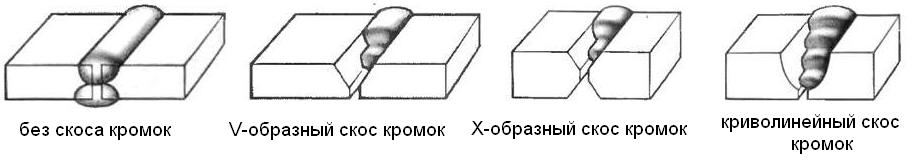 без скоса кромок
V-образный скос кромок
X-образный скос кромок
криволинейный скос
кромок